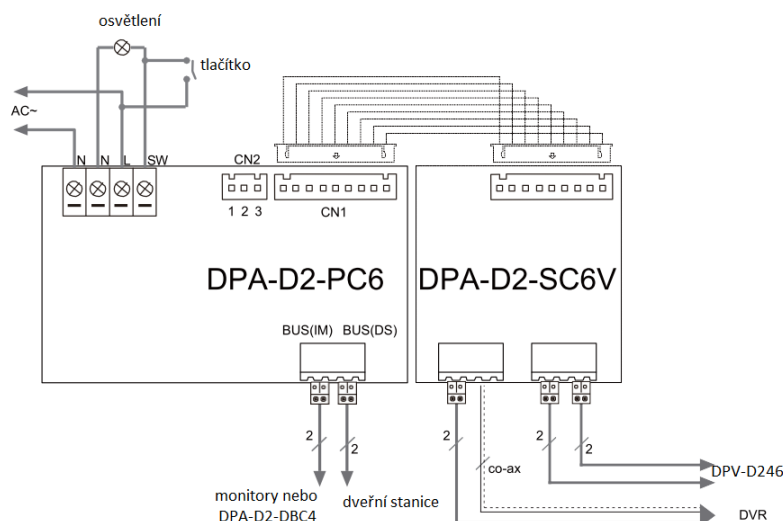 osvětlení
tlačítko
AC~
N N L SW
CN2
1 2 3
CN1
DPA-D2-PC6
DPA-D2-SC6V
BUS(IM) BUS(DS)
2 2 2 2
co-ax
DPV-D246
monitory nebo
DPA-D2-DBC4
dveřní stanice
DVR